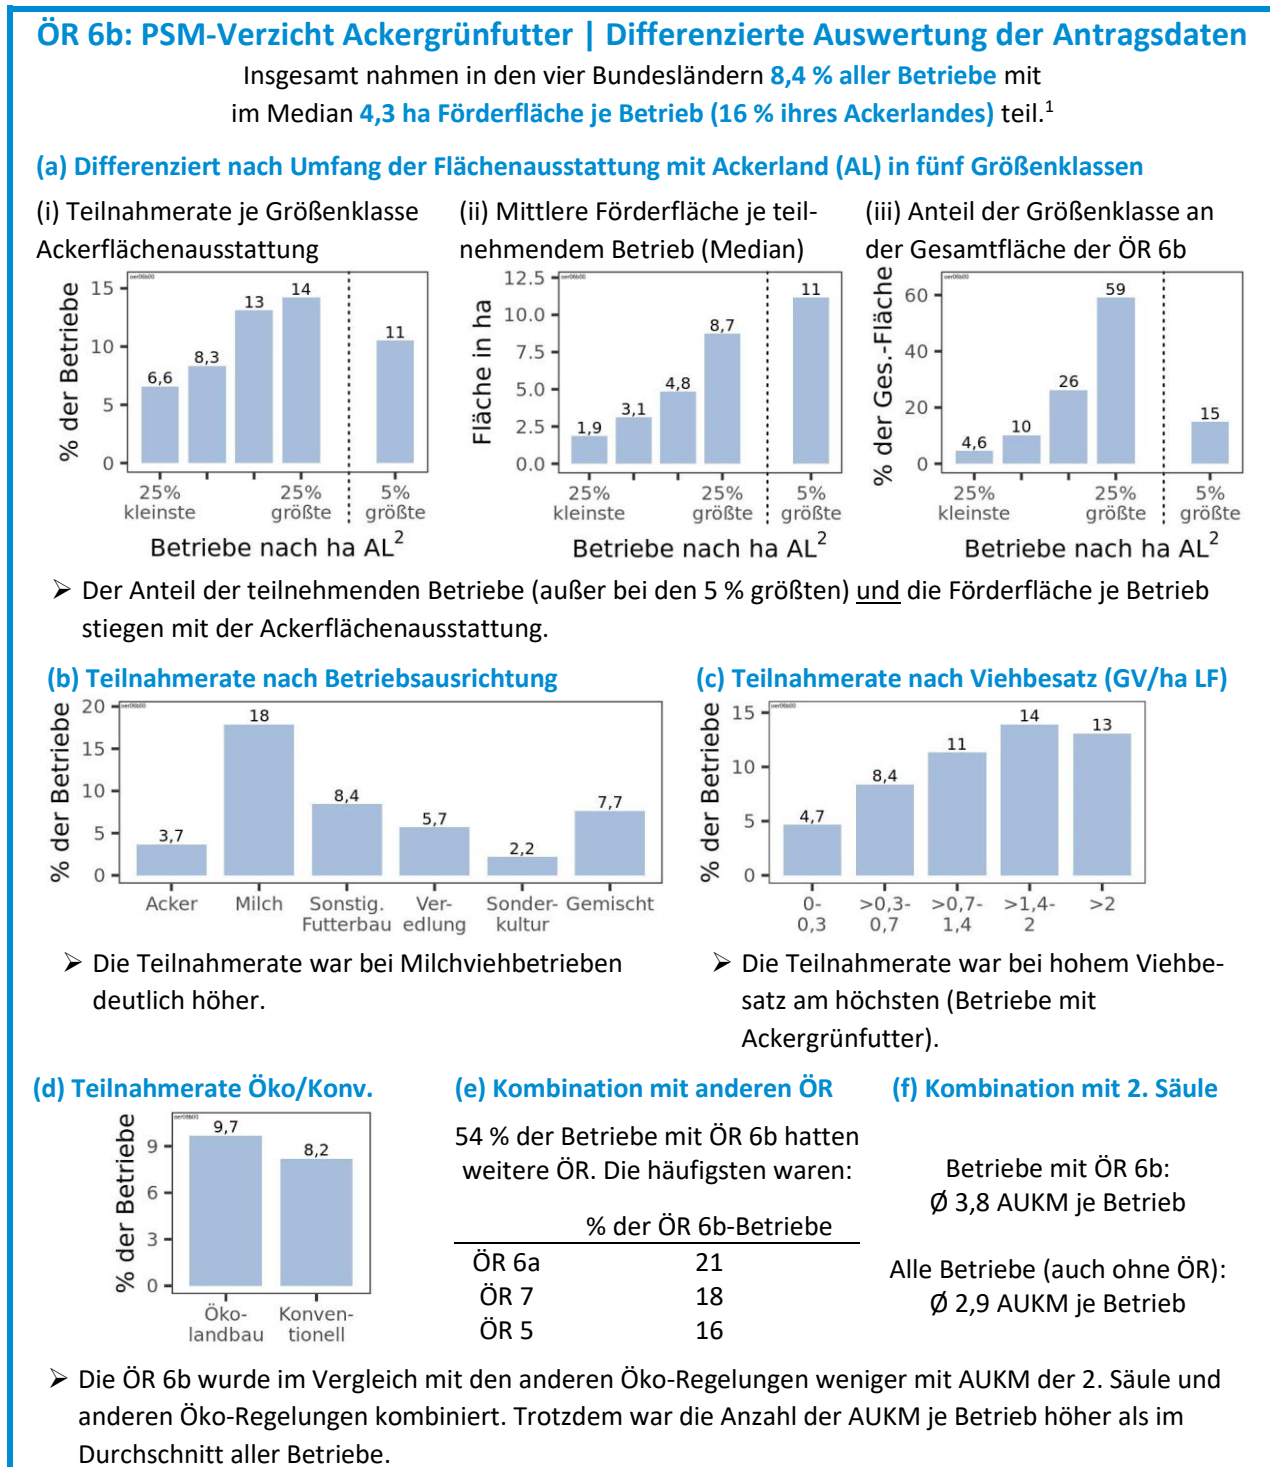 ÖR 6b: PSM-Verzicht Ackergrünfutter | Differenzierte Auswertung der Antragsdaten
Insgesamt nahmen in den vier Bundesländern 8,4 % aller Betriebe mit
im Median 4,3 ha Förderfläche je Betrieb (16 % ihres Ackerlandes) teil.¹
(a) Differenziert nach Umfang der Flächenausstattung mit Ackerland (AL) in fünf Größenklassen
(i) Teilnahmerate je Größenklasse
Ackerflächenausstattung
oer06b00
% der Betriebe
15
10
5
0
6,6
8,3
13
14
11
25%
kleinste
25%
größte
5%
größte
Betriebe nach ha AL²
(ii) Mittlere Förderfläche je teil-
nehmendem Betrieb (Median)
oer06b00
Fläche in ha
12.5
10.0
7.5
5.0
2.5
0.0
1,9
3,1
4,8
8,7
11
25%
kleinste
25%
größte
5%
größte
Betriebe nach ha AL²
(iii) Anteil der Größenklasse an
der Gesamtfläche der ÖR 6b
oer06b00
% der Ges.-Fläche
60
40
20
0
4,6
10
26
59
15
25%
kleinste
25%
größte
5%
größte
Betriebe nach ha AL²
➢ Der Anteil der teilnehmenden Betriebe (außer bei den 5 % größten) und die Förderfläche je Betrieb
stiegen mit der Ackerflächenausstattung.
(b) Teilnahmerate nach Betriebsausrichtung
oer06b00
% der Betriebe
20
15
10
5
0
3,7
18
8,4
5,7
2,2
7,7
Acker
Milch
Sonstig.
Futterbau
Ver-
edlung
Sonder-
kultur
Gemischt
➢ Die Teilnahmerate war bei Milchviehbetrieben
deutlich höher.
(c) Teilnahmerate nach Viehbesatz (GV/ha LF)
oer06b00
% der Betriebe
15
10
5
0
4,7
8,4
11
14
13
0-
0,3
>0,3-
0,7
>0,7-
1,4
>1,4-
2
>2
➢ Die Teilnahmerate war bei hohem Viehbe-
satz am höchsten (Betriebe mit
Ackergrünfutter).
(d) Teilnahmerate Öko/Konv.
oer06b00
% der Betriebe
9
6
3
0
9,7
8,2
Öko-
landbau
Konven-
tionell
(e) Kombination mit anderen ÖR
54 % der Betriebe mit ÖR 6b hatten
weitere ÖR. Die häufigsten waren:
% der ÖR 6b-Betriebe
ÖR 6a 21
ÖR 7 18
ÖR 5 16
(f) Kombination mit 2. Säule
Betriebe mit ÖR 6b:
Ø 3,8 AUKM je Betrieb
Alle Betriebe (auch ohne ÖR):
Ø 2,9 AUKM je Betrieb
➢ Die ÖR 6b wurde im Vergleich mit den anderen Öko-Regelungen weniger mit AUKM der 2. Säule und
anderen Öko-Regelungen kombiniert. Trotzdem war die Anzahl der AUKM je Betrieb höher als im
Durchschnitt aller Betriebe.